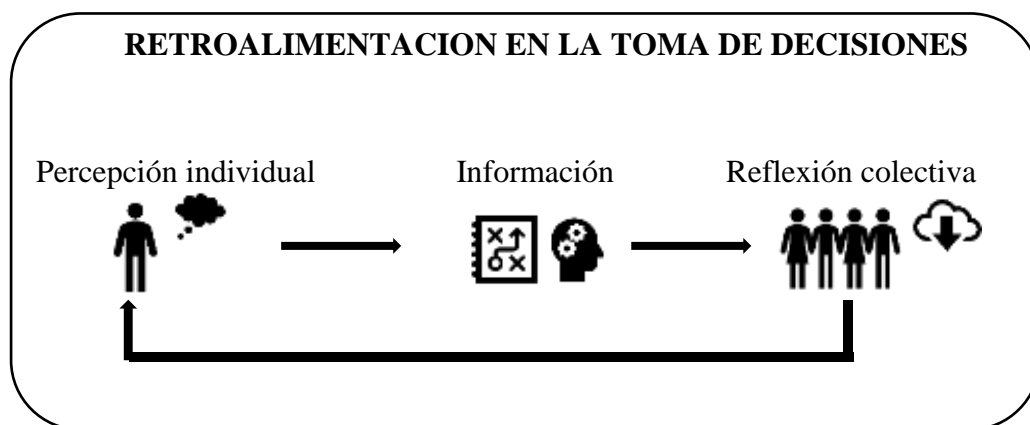 RETROALIMENTACION EN LA TOMA DE DECISIONES
Percepción individual
Información
Reflexión colectiva